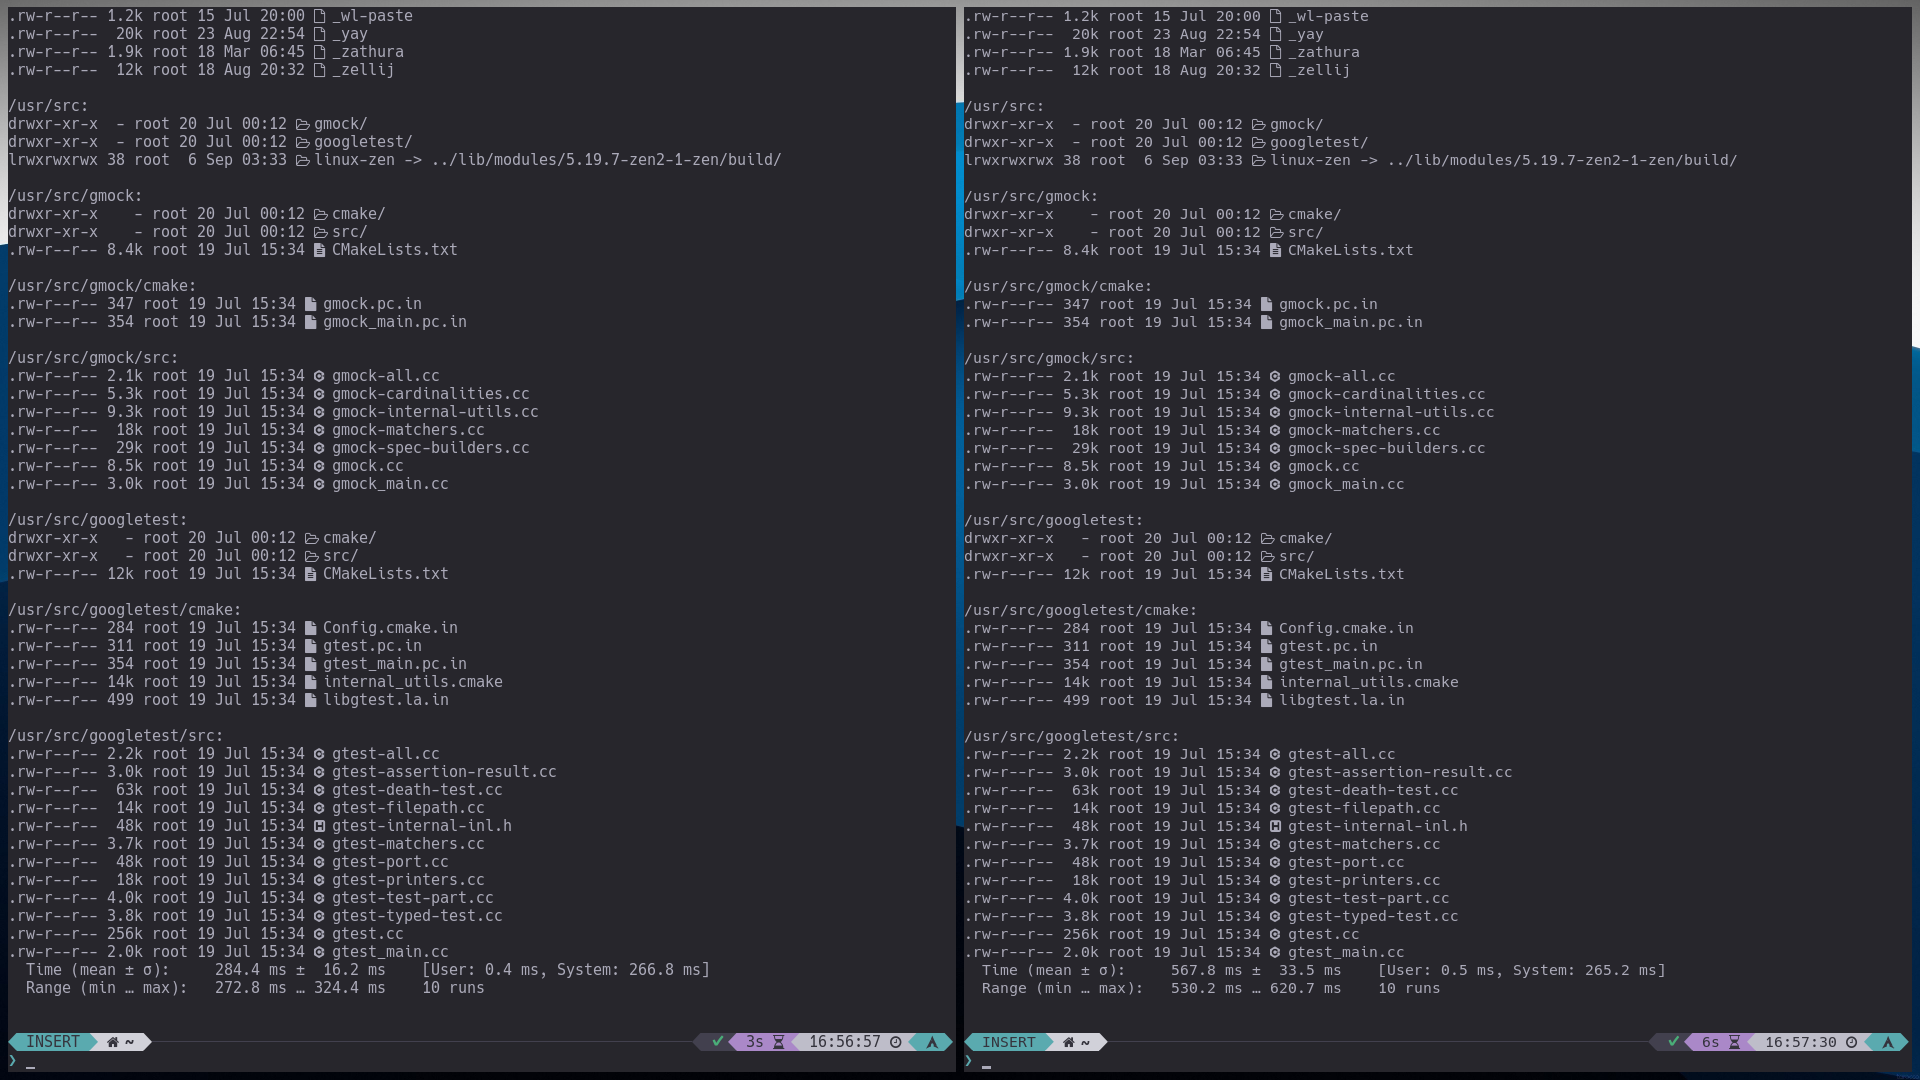 .rw-r--r-- 1.2k root 15 Jul 20:00 _wl-paste
.rw-r--r--  20k root 23 Aug 22:54 _yay
.rw-r--r-- 1.9k root 18 Mar 06:45 _zathura
.rw-r--r--  12k root 18 Aug 20:32 _zellij
/usr/src:
drwxr-xr-x  - root 20 Jul 00:12 gmock/
drwxr-xr-x  - root 20 Jul 00:12 googletest/
lrwxrwxrwx 38 root  6 Sep 03:33 linux-zen -> ../lib/modules/5.19.7-zen2-1-zen/build/
/usr/src/gmock:
drwxr-xr-x    - root 20 Jul 00:12 cmake/
drwxr-xr-x    - root 20 Jul 00:12 src/
.rw-r--r-- 8.4k root 19 Jul 15:34 CMakeLists.txt
/usr/src/gmock/cmake:
.rw-r--r-- 347 root 19 Jul 15:34 gmock.pc.in
.rw-r--r-- 354 root 19 Jul 15:34 gmock_main.pc.in
/usr/src/gmock/src:
.rw-r--r-- 2.1k root 19 Jul 15:34 gmock-all.cc
.rw-r--r-- 5.3k root 19 Jul 15:34 gmock-cardinalities.cc
.rw-r--r-- 9.3k root 19 Jul 15:34 gmock-internal-utils.cc
.rw-r--r--  18k root 19 Jul 15:34 gmock-matchers.cc
.rw-r--r--  29k root 19 Jul 15:34 gmock-spec-builders.cc
.rw-r--r-- 8.5k root 19 Jul 15:34 gmock.cc
.rw-r--r-- 3.0k root 19 Jul 15:34 gmock_main.cc
/usr/src/googletest:
drwxr-xr-x   - root 20 Jul 00:12 cmake/
drwxr-xr-x   - root 20 Jul 00:12 src/
.rw-r--r-- 12k root 19 Jul 15:34 CMakeLists.txt
/usr/src/googletest/cmake:
.rw-r--r-- 284 root 19 Jul 15:34 Config.cmake.in
.rw-r--r-- 311 root 19 Jul 15:34 gtest.pc.in
.rw-r--r-- 354 root 19 Jul 15:34 gtest_main.pc.in
.rw-r--r-- 14k root 19 Jul 15:34 internal_utils.cmake
.rw-r--r-- 499 root 19 Jul 15:34 libgtest.la.in
/usr/src/googletest/src:
.rw-r--r-- 2.2k root 19 Jul 15:34 gtest-all.cc
.rw-r--r-- 3.0k root 19 Jul 15:34 gtest-assertion-result.cc
.rw-r--r--  63k root 19 Jul 15:34 gtest-death-test.cc
.rw-r--r--  14k root 19 Jul 15:34 gtest-filepath.cc
.rw-r--r--  48k root 19 Jul 15:34 gtest-internal-inl.h
.rw-r--r-- 3.7k root 19 Jul 15:34 gtest-matchers.cc
.rw-r--r--  48k root 19 Jul 15:34 gtest-port.cc
.rw-r--r--  18k root 19 Jul 15:34 gtest-printers.cc
.rw-r--r-- 4.0k root 19 Jul 15:34 gtest-test-part.cc
.rw-r--r-- 3.8k root 19 Jul 15:34 gtest-typed-test.cc
.rw-r--r-- 256k root 19 Jul 15:34 gtest.cc
.rw-r--r-- 2.0k root 19 Jul 15:34 gtest_main.cc
Time (mean ± σ):     284.4 ms ±  16.2 ms    [User: 0.4 ms, System: 266.8 ms]
Range (min … max):   272.8 ms … 324.4 ms    10 runs
INSERT ~ ✓ 3s 16:56:57
❯ _
.rw-r--r-- 1.2k root 15 Jul 20:00 _wl-paste
.rw-r--r--  20k root 23 Aug 22:54 _yay
.rw-r--r-- 1.9k root 18 Mar 06:45 _zathura
.rw-r--r--  12k root 18 Aug 20:32 _zellij
/usr/src:
drwxr-xr-x  - root 20 Jul 00:12 gmock/
drwxr-xr-x  - root 20 Jul 00:12 googletest/
lrwxrwxrwx 38 root  6 Sep 03:33 linux-zen -> ../lib/modules/5.19.7-zen2-1-zen/build/
/usr/src/gmock:
drwxr-xr-x    - root 20 Jul 00:12 cmake/
drwxr-xr-x    - root 20 Jul 00:12 src/
.rw-r--r-- 8.4k root 19 Jul 15:34 CMakeLists.txt
/usr/src/gmock/cmake:
.rw-r--r-- 347 root 19 Jul 15:34 gmock.pc.in
.rw-r--r-- 354 root 19 Jul 15:34 gmock_main.pc.in
/usr/src/gmock/src:
.rw-r--r-- 2.1k root 19 Jul 15:34 gmock-all.cc
.rw-r--r-- 5.3k root 19 Jul 15:34 gmock-cardinalities.cc
.rw-r--r-- 9.3k root 19 Jul 15:34 gmock-internal-utils.cc
.rw-r--r--  18k root 19 Jul 15:34 gmock-matchers.cc
.rw-r--r--  29k root 19 Jul 15:34 gmock-spec-builders.cc
.rw-r--r-- 8.5k root 19 Jul 15:34 gmock.cc
.rw-r--r-- 3.0k root 19 Jul 15:34 gmock_main.cc
/usr/src/googletest:
drwxr-xr-x   - root 20 Jul 00:12 cmake/
drwxr-xr-x   - root 20 Jul 00:12 src/
.rw-r--r-- 12k root 19 Jul 15:34 CMakeLists.txt
/usr/src/googletest/cmake:
.rw-r--r-- 284 root 19 Jul 15:34 Config.cmake.in
.rw-r--r-- 311 root 19 Jul 15:34 gtest.pc.in
.rw-r--r-- 354 root 19 Jul 15:34 gtest_main.pc.in
.rw-r--r-- 14k root 19 Jul 15:34 internal_utils.cmake
.rw-r--r-- 499 root 19 Jul 15:34 libgtest.la.in
/usr/src/googletest/src:
.rw-r--r-- 2.2k root 19 Jul 15:34 gtest-all.cc
.rw-r--r-- 3.0k root 19 Jul 15:34 gtest-assertion-result.cc
.rw-r--r--  63k root 19 Jul 15:34 gtest-death-test.cc
.rw-r--r--  14k root 19 Jul 15:34 gtest-filepath.cc
.rw-r--r--  48k root 19 Jul 15:34 gtest-internal-inl.h
.rw-r--r-- 3.7k root 19 Jul 15:34 gtest-matchers.cc
.rw-r--r--  48k root 19 Jul 15:34 gtest-port.cc
.rw-r--r--  18k root 19 Jul 15:34 gtest-printers.cc
.rw-r--r-- 4.0k root 19 Jul 15:34 gtest-test-part.cc
.rw-r--r-- 3.8k root 19 Jul 15:34 gtest-typed-test.cc
.rw-r--r-- 256k root 19 Jul 15:34 gtest.cc
.rw-r--r-- 2.0k root 19 Jul 15:34 gtest_main.cc
Time (mean ± σ):     567.8 ms ±  33.5 ms    [User: 0.5 ms, System: 265.2 ms]
Range (min … max):   530.2 ms … 620.7 ms    10 runs
INSERT ~ ✓ 6s 16:57:30
❯ _